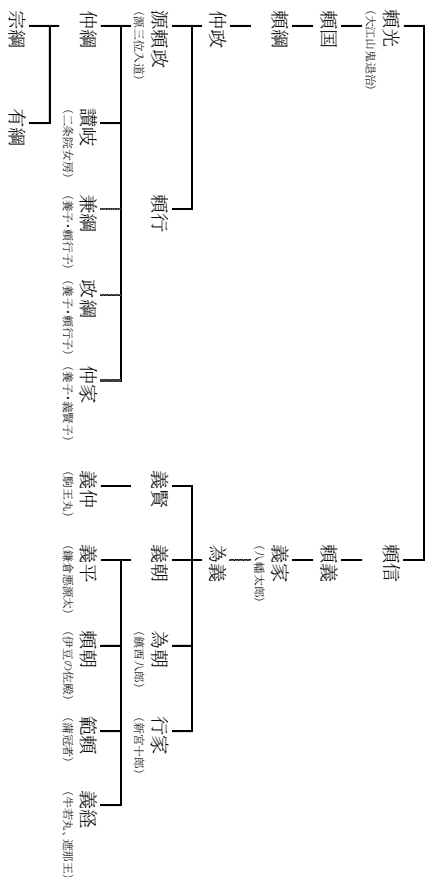 頼光
（大江山鬼退治）
頼国
頼綱
仲政
源頼政
（源三位入道）
頼行
仲綱
讃岐
（二条院女房）
兼綱
（養子・頼行子）
政綱
（養子・頼行子）
仲家
（養子・義賢子）
宗綱
有綱
頼信
頼義
義家
（八幡太郎）
為義
義賢
義朝
為朝
（鎮西八郎）
行家
（新宮十郎）
義仲
（駒王丸）
義平
（鎌倉悪源太）
頼朝
（伊豆の佐殿）
範頼
（蒲冠者）
義経
（牛若丸、遮那王）